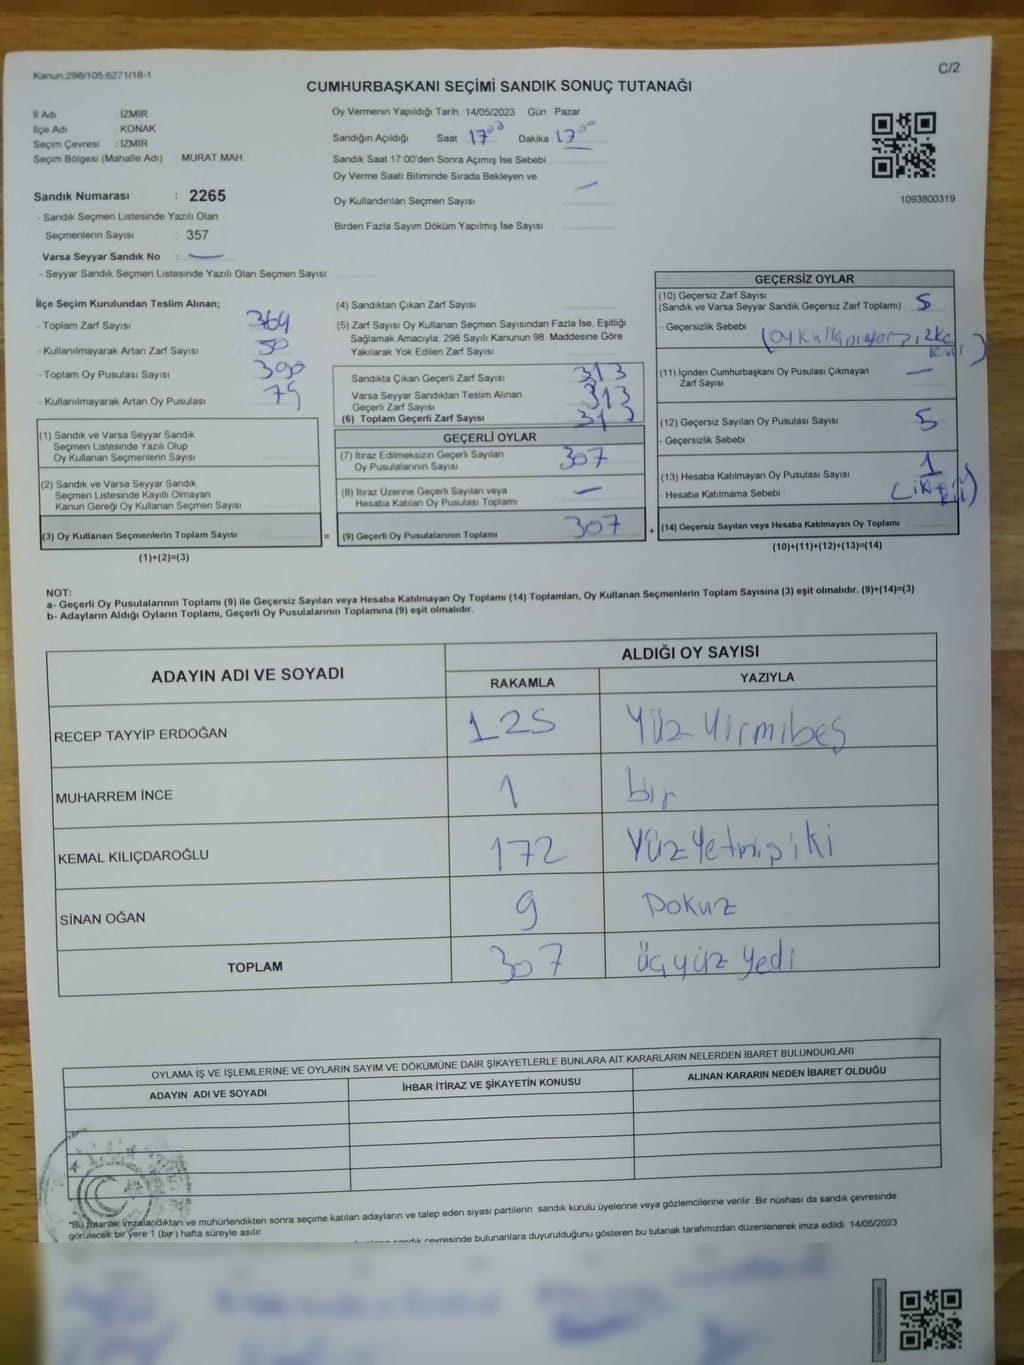 Kanun:298/105;6271/18-1
C/2
CUMHURBAŞKANI SEÇİMİ SANDIK SONUÇ TUTANAĞI
İl Adı İZMİR
İlçe Adı KONAK
Seçim Çevresi : İZMİR
Seçim Bölgesi (Mahalle Adı) MURAT MAH.
Sandık Numarası : 2265
- Sandık Seçmen Listesinde Yazılı Olan
Seçmenlerin Sayısı : 357
Varsa Seyyar Sandık No : —
- Seyyar Sandık Seçmen Listesinde Yazılı Olan Seçmen Sayısı
Oy Vermenin Yapıldığı Tarih 14/05/2023 Gün Pazar
Sandığın Açıldığı Saat 17⁰⁰ Dakika 17⁰⁰
Sandık Saat 17:00'den Sonra Açımış İse Sebebi
Oy Verme Saati Bitiminde Sırada Bekleyen ve
Oy Kullandırılan Seçmen Sayısı —
Birden Fazla Sayım Döküm Yapılmış İse Sayısı
1093800319
İlçe Seçim Kurulundan Teslim Alınan;
- Toplam Zarf Sayısı 364
- Kullanılmayarak Artan Zarf Sayısı 50
- Toplam Oy Pusulası Sayısı 390
- Kullanılmayarak Artan Oy Pusulası 75
(1) Sandık ve Varsa Seyyar Sandık
Seçmen Listesinde Yazılı Olup
Oy Kullanan Seçmenlerin Sayısı
(2) Sandık ve Varsa Seyyar Sandık
Seçmen Listesinde Kayıtlı Olmayan
Kanun Gereği Oy Kullanan Seçmen Sayısı
(3) Oy Kullanan Seçmenlerin Toplam Sayısı =
(1)+(2)=(3)
(4) Sandıktan Çıkan Zarf Sayısı
(5) Zarf Sayısı Oy Kullanan Seçmen Sayısından Fazla İse, Eşitliği
Sağlamak Amacıyla, 298 Sayılı Kanunun 98. Maddesine Göre
Yakılarak Yok Edilen Zarf Sayısı
Sandıkta Çıkan Geçerli Zarf Sayısı 313
Varsa Seyyar Sandıktan Teslim Alınan
Geçerli Zarf Sayısı 313
(6) Toplam Geçerli Zarf Sayısı 313
GEÇERLİ OYLAR
(7) İtiraz Edilmeksizin Geçerli Sayılan
Oy Pusulalarının Sayısı 307
(8) İtiraz Üzerine Geçerli Sayılan veya
Hesaba Katılan Oy Pusulası Toplamı —
(9) Geçerli Oy Pusulalarının Toplamı 307 +
GEÇERSİZ OYLAR
(10) Geçersiz Zarf Sayısı
(Sandık ve Varsa Seyyar Sandık Geçersiz Zarf Toplamı) 5
- Geçersizlik Sebebi
(11) İçinden Cumhurbaşkanı Oy Pusulası Çıkmayan —
Zarf Sayısı
(12) Geçersiz Sayılan Oy Pusulası Sayısı 5
- Geçersizlik Sebebi
(13) Hesaba Katılmayan Oy Pusulası Sayısı 1
- Hesaba Katılmama Sebebi
(14) Geçersiz Sayılan veya Hesaba Katılmayan Oy Toplamı
(10)+(11)+(12)+(13)=(14)
NOT:
a- Geçerli Oy Pusulalarının Toplamı (9) ile Geçersiz Sayılan veya Hesaba Katılmayan Oy Toplamı (14) Toplamları, Oy Kullanan Seçmenlerin Toplam Sayısına (3) eşit olmalıdır. (9)+(14)=(3)
b- Adayların Aldığı Oyların Toplamı, Geçerli Oy Pusulalarının Toplamına (9) eşit olmalıdır.
ADAYIN ADI VE SOYADI
ALDIĞI OY SAYISI
RAKAMLA YAZIYLA
RECEP TAYYİP ERDOĞAN 125 Yüz Yirmibeş
MUHARREM İNCE 1 bir
KEMAL KILIÇDAROĞLU 172 Yüz Yetmiş iki
SİNAN OĞAN 9 Dokuz
TOPLAM 307 üçyüz yedi
OYLAMA İŞ VE İŞLEMLERİNE VE OYLARIN SAYIM VE DÖKÜMÜNE DAİR ŞİKAYETLERLE BUNLARA AİT KARARLARIN NELERDEN İBARET BULUNDUKLARI
ADAYIN ADI VE SOYADI İHBAR İTİRAZ VE ŞİKAYETİN KONUSU ALINAN KARARIN NEDEN İBARET OLDUĞU
*Bu tutanak imzalandıktan ve mühürlendikten sonra seçime katılan adayların ve talep eden siyasi partilerin sandık kurulu üyelerine veya gözlemcilerine verilir. Bir nüshası da sandık çevresinde
görülecek bir yere 1 (bir) hafta süreyle asılır.
sandık çevresinde bulunanlara duyurulduğunu gösteren bu tutanak tarafımızdan düzenlenerek imza edildi. 14/05/2023